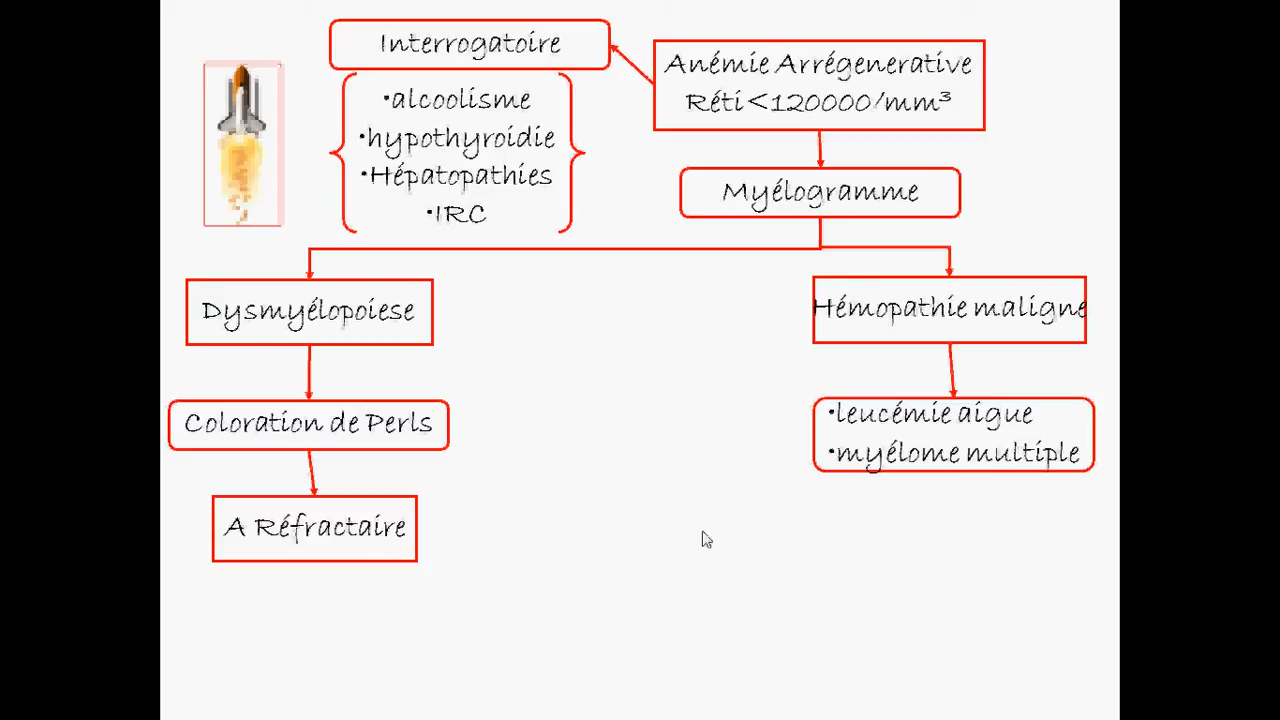 Interrogatoire
Anémie Arrégenerative
Réti<120000/mm³
•alcoolisme
•hypothyroidie
•Hépatopathies
•IRC
Myélogramme
Dysmyélopoiese
Hémopathie maligne
Coloration de Perls
•leucémie aigue
•myélome multiple
A Réfractaire